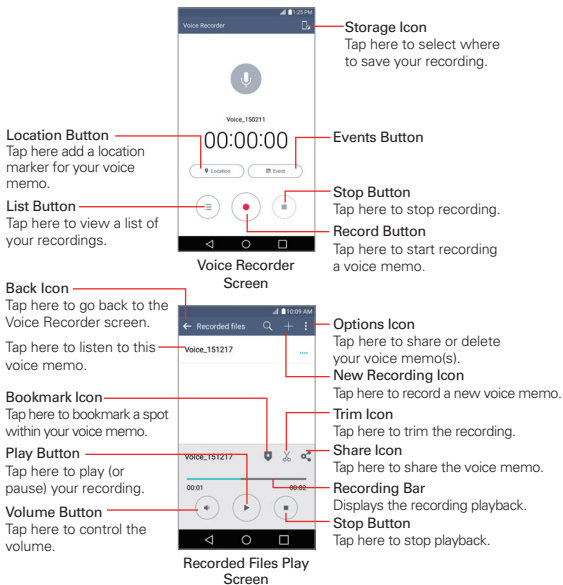 1:25 PM
Voice Recorder
Storage Icon
Tap here to select where
to save your recording.
Voice_150211
00:00:00
Location
Event
Location Button
Tap here add a location
marker for your voice
memo.
List Button
Tap here to view a list of
your recordings.
Events Button
Stop Button
Tap here to stop recording.
Record Button
Tap here to start recording
a voice memo.
Voice Recorder
Screen
Back Icon
Tap here to go back to the
Voice Recorder screen.
Tap here to listen to this
voice memo.
Bookmark Icon
Tap here to bookmark a spot
within your voice memo.
Play Button
Tap here to play (or
pause) your recording.
Volume Button
Tap here to control the
volume.
10:09 AM
Recorded files
Voice_151217
Voice_151217
00:01
00:02
Options Icon
Tap here to share or delete
your voice memo(s).
New Recording Icon
Tap here to record a new voice memo.
Trim Icon
Tap here to trim the recording.
Share Icon
Tap here to share the voice memo.
Recording Bar
Displays the recording playback.
Stop Button
Tap here to stop playback.
Recorded Files Play
Screen